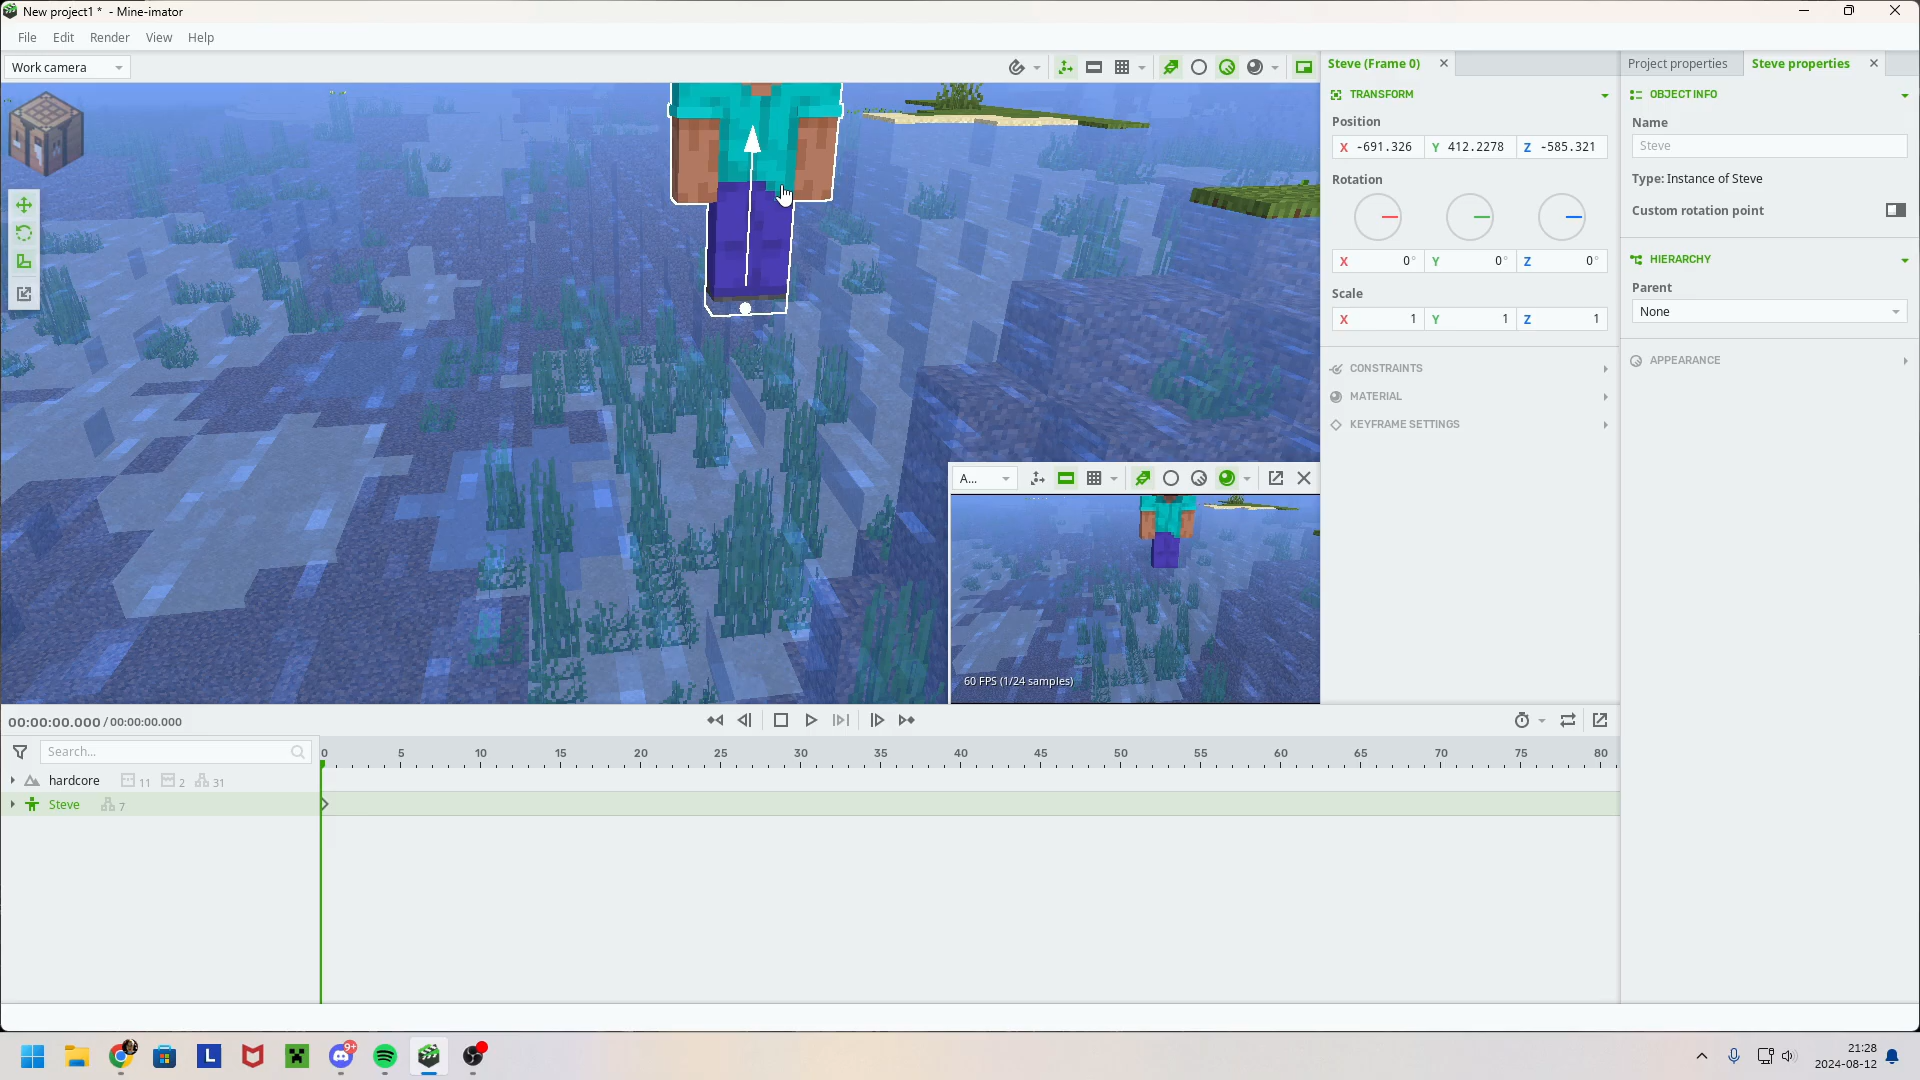 New project1 * - Mine-imator
File Edit Render View Help
Work camera
Steve (Frame 0)
Project properties
Steve properties
TRANSFORM
Position
X -691.326 Y 412.2278 Z -585.321
Rotation
X 0° Y 0° Z 0°
Scale
X 1 Y 1 Z 1
CONSTRAINTS
MATERIAL
KEYFRAME SETTINGS
OBJECT INFO
Name
Steve
Type: Instance of Steve
Custom rotation point
HIERARCHY
Parent
None
APPEARANCE
A...
60 FPS (1/24 samples)
00:00:00.000 / 00:00:00.000
Search...
0 5 10 15 20 25 30 35 40 45 50 55 60 65 70 75 80
hardcore 11 2 31
Steve 7
L
9+
21:28
2024-08-12